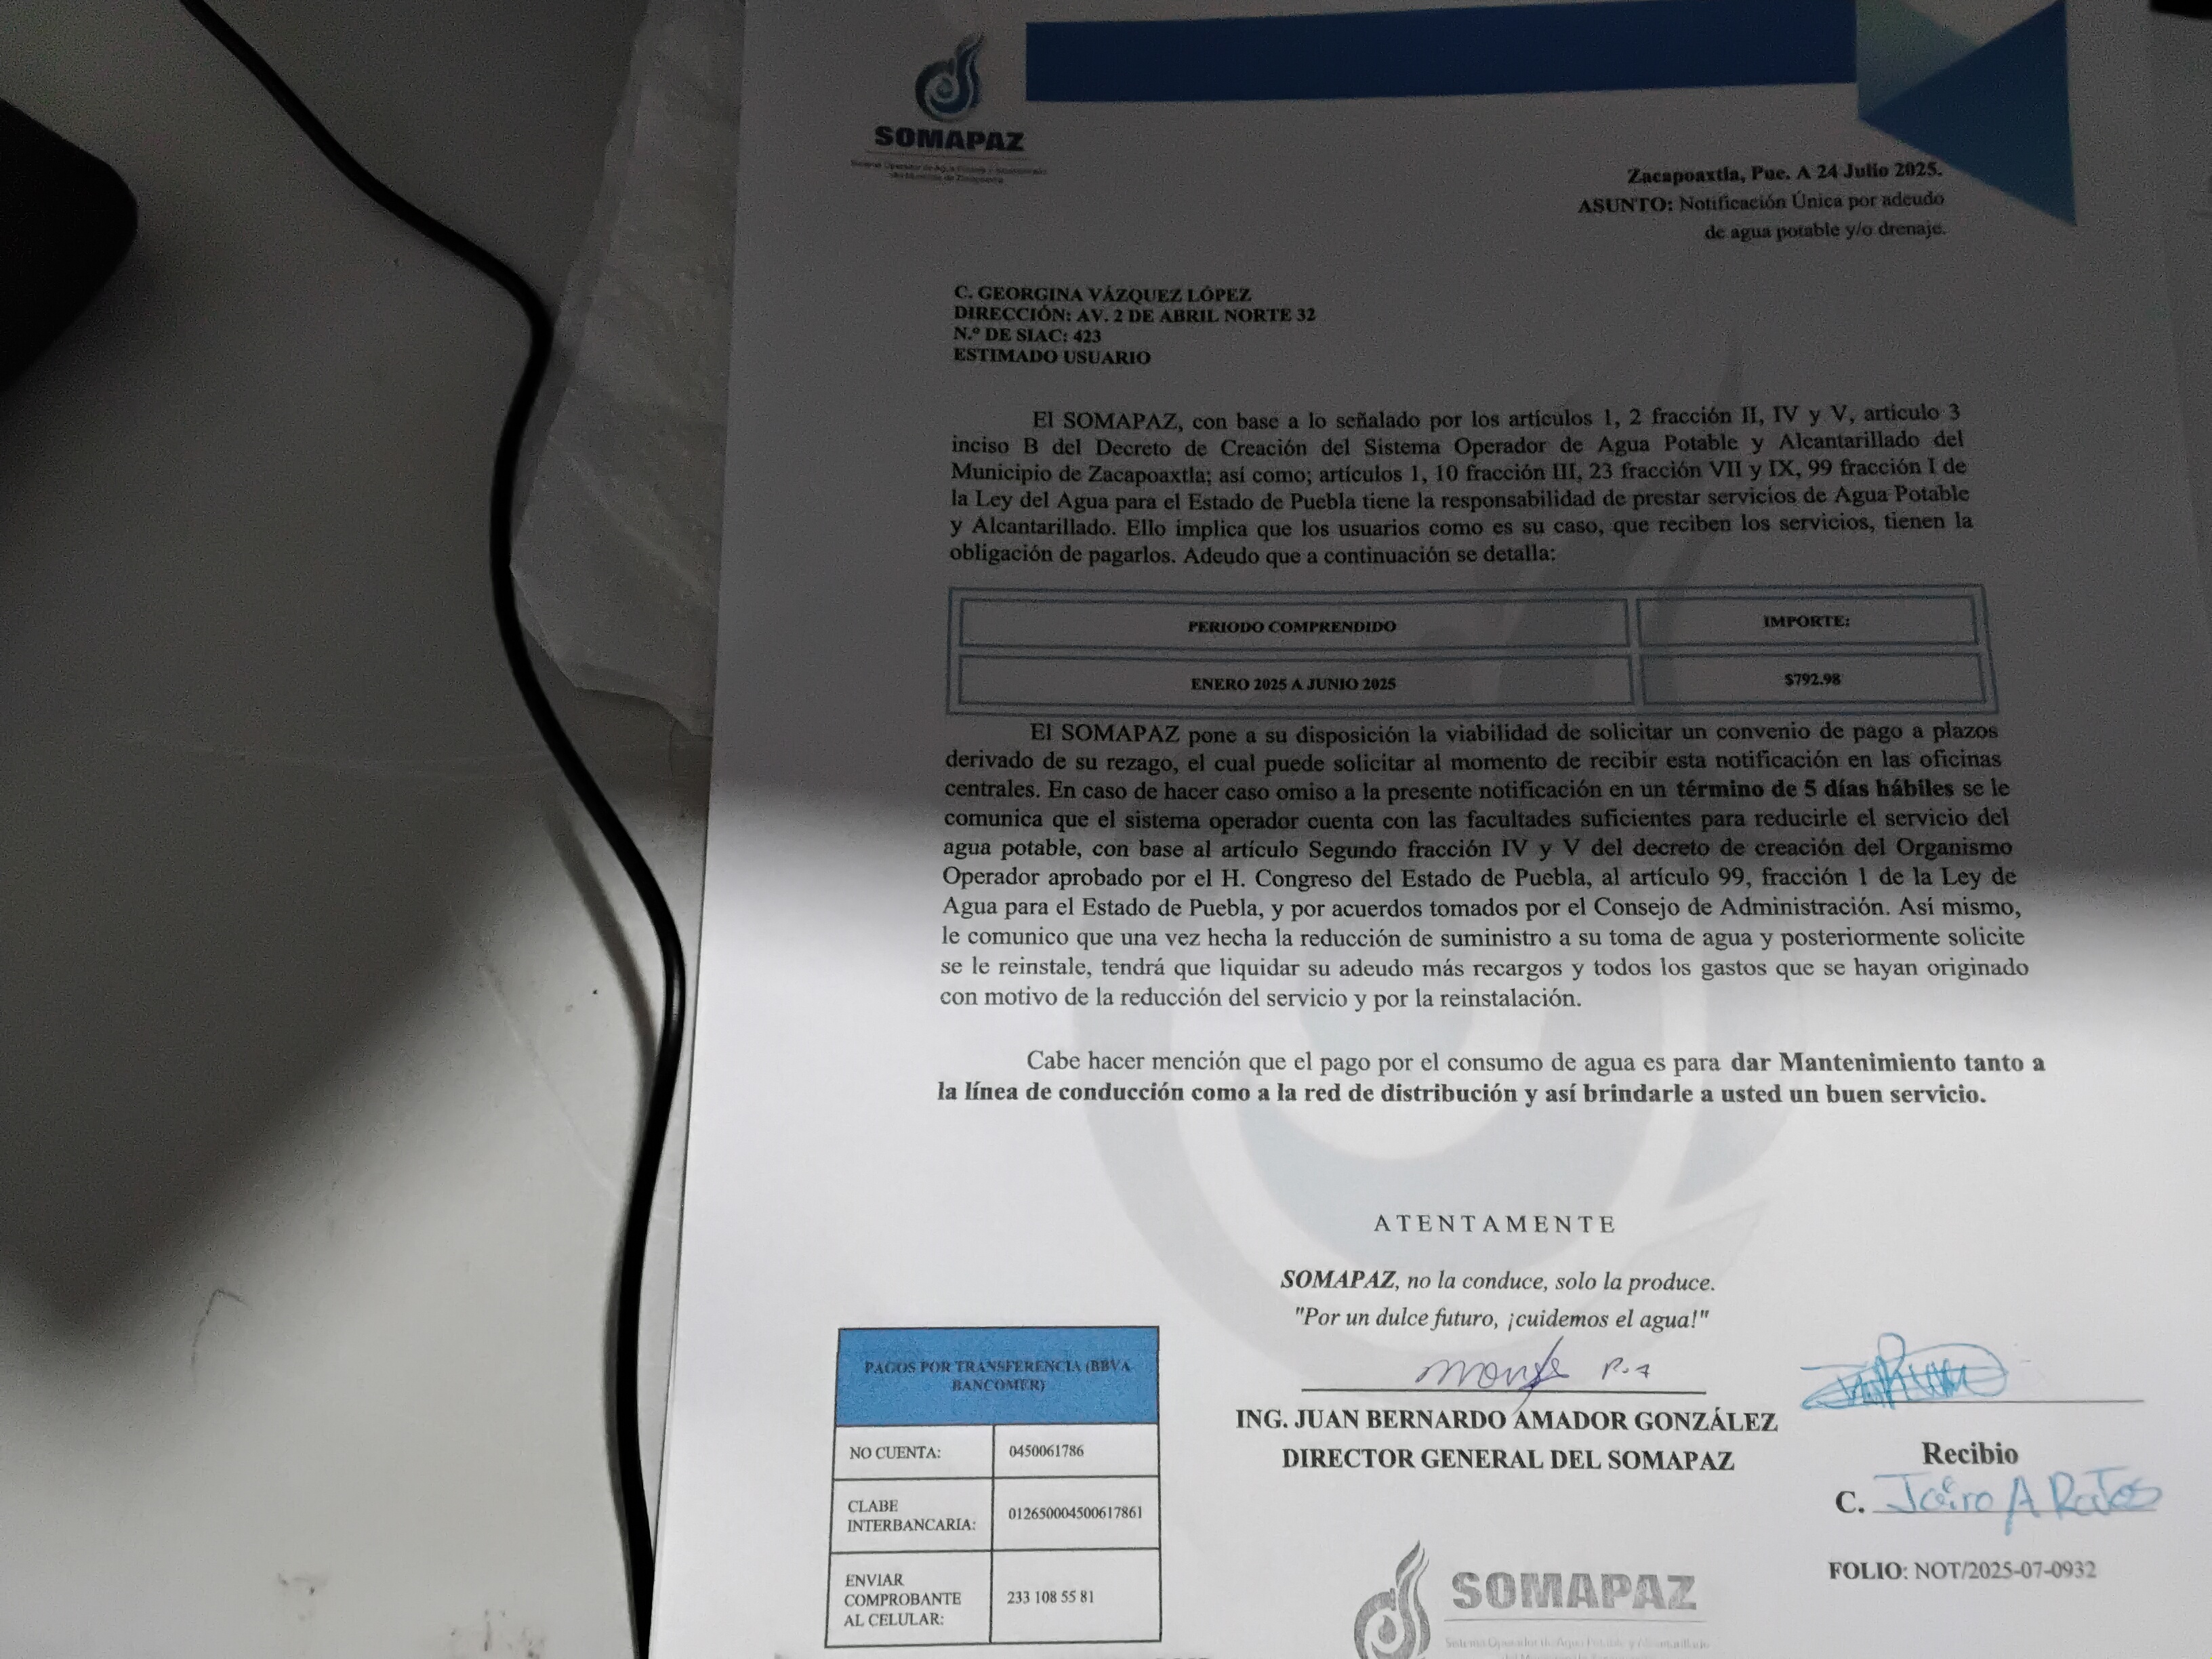 SOMAPAZ
Sistema Operador de Agua Potable y Alcantarillado
del Municipio de Zacapoaxtla
Zacapoaxtla, Pue. A 24 Julio 2025.
ASUNTO: Notificación Única por adeudo
de agua potable y/o drenaje.
C. GEORGINA VÁZQUEZ LÓPEZ
DIRECCIÓN: AV. 2 DE ABRIL NORTE 32
N.º DE SIAC: 423
ESTIMADO USUARIO
El SOMAPAZ, con base a lo señalado por los artículos 1, 2 fracción II, IV y V, articulo 3
inciso B del Decreto de Creación del Sistema Operador de Agua Potable y Alcantarillado del
Municipio de Zacapoaxtla; así como; artículos 1, 10 fracción III, 23 fracción VII y IX, 99 fracción I de
la Ley del Agua para el Estado de Puebla tiene la responsabilidad de prestar servicios de Agua Potable
y Alcantarillado. Ello implica que los usuarios como es su caso, que reciben los servicios, tienen la
obligación de pagarlos. Adeudo que a continuación se detalla:
PERIODO COMPRENDIDO IMPORTE:
ENERO 2025 A JUNIO 2025 $792.98
El SOMAPAZ pone a su disposición la viabilidad de solicitar un convenio de pago a plazos
derivado de su rezago, el cual puede solicitar al momento de recibir esta notificación en las oficinas
centrales. En caso de hacer caso omiso a la presente notificación en un término de 5 días hábiles se le
comunica que el sistema operador cuenta con las facultades suficientes para reducirle el servicio del
agua potable, con base al artículo Segundo fracción IV y V del decreto de creación del Organismo
Operador aprobado por el H. Congreso del Estado de Puebla, al artículo 99, fracción 1 de la Ley de
Agua para el Estado de Puebla, y por acuerdos tomados por el Consejo de Administración. Así mismo,
le comunico que una vez hecha la reducción de suministro a su toma de agua y posteriormente solicite
se le reinstale, tendrá que liquidar su adeudo más recargos y todos los gastos que se hayan originado
con motivo de la reducción del servicio y por la reinstalación.
Cabe hacer mención que el pago por el consumo de agua es para dar Mantenimiento tanto a
la línea de conducción como a la red de distribución y así brindarle a usted un buen servicio.
ATENTAMENTE
SOMAPAZ, no la conduce, solo la produce.
"Por un dulce futuro, ¡cuidemos el agua!"
ING. JUAN BERNARDO AMADOR GONZÁLEZ
DIRECTOR GENERAL DEL SOMAPAZ
Recibio
C. Jairo A Rojos
FOLIO: NOT/2025-07-0932
PAGOS POR TRANSFERENCIA (BBVA
BANCOMER)
NO CUENTA: 0450061786
CLABE
INTERBANCARIA: 012650004500617861
ENVIAR
COMPROBANTE
AL CELULAR: 233 108 55 81
SOMAPAZ
Sistema Operador de Agua Potable y Alcantarillado